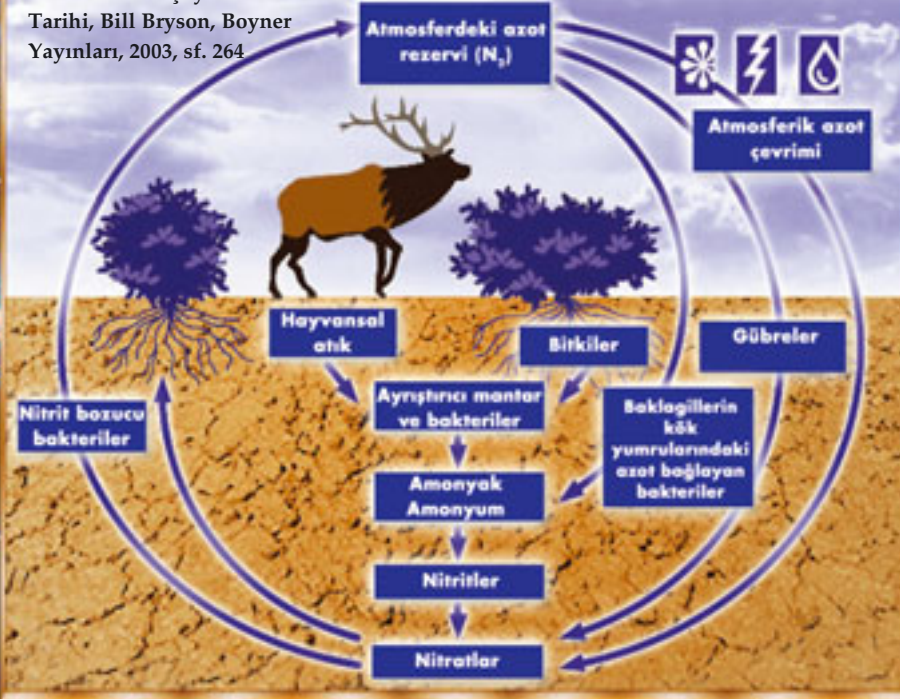 Tarihi, Bill Bryson, Boyner
Yayınları, 2003, sf. 264
Atmosferdeki azot
rezervi (N₂)
Atmosferik azot
çevrimi
Hayvansal
atık
Bitkiler
Gübreler
Ayrıştırıcı mantar
ve bakteriler
Baklagillerin
kök
yumrularındaki
azot bağlayan
bakteriler
Nitrit bozucu
bakteriler
Amonyak
Amonyum
Nitritler
Nitratlar